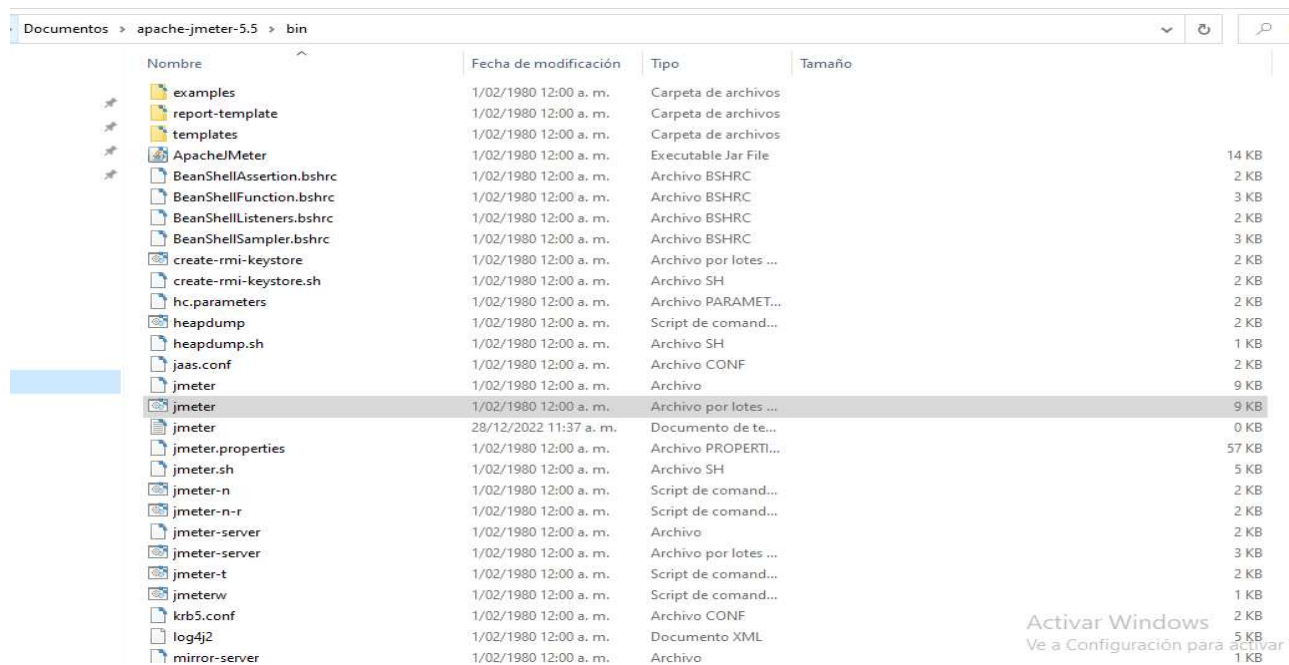 Documentos > apache-jmeter-5.5 > bin
Nombre Fecha de modificación Tipo Tamaño
examples 1/02/1980 12:00 a. m. Carpeta de archivos
report-template 1/02/1980 12:00 a. m. Carpeta de archivos
templates 1/02/1980 12:00 a. m. Carpeta de archivos
ApacheJMeter 1/02/1980 12:00 a. m. Executable Jar File 14 KB
BeanShellAssertion.bshrc 1/02/1980 12:00 a. m. Archivo BSHRC 2 KB
BeanShellFunction.bshrc 1/02/1980 12:00 a. m. Archivo BSHRC 3 KB
BeanShellListeners.bshrc 1/02/1980 12:00 a. m. Archivo BSHRC 2 KB
BeanShellSampler.bshrc 1/02/1980 12:00 a. m. Archivo BSHRC 3 KB
create-rmi-keystore 1/02/1980 12:00 a. m. Archivo por lotes ... 2 KB
create-rmi-keystore.sh 1/02/1980 12:00 a. m. Archivo SH 2 KB
hc.parameters 1/02/1980 12:00 a. m. Archivo PARAMET... 2 KB
heapdump 1/02/1980 12:00 a. m. Script de comand... 2 KB
heapdump.sh 1/02/1980 12:00 a. m. Archivo SH 1 KB
jaas.conf 1/02/1980 12:00 a. m. Archivo CONF 2 KB
jmeter 1/02/1980 12:00 a. m. Archivo 9 KB
jmeter 1/02/1980 12:00 a. m. Archivo por lotes ... 9 KB
jmeter 28/12/2022 11:37 a. m. Documento de te... 0 KB
jmeter.properties 1/02/1980 12:00 a. m. Archivo PROPERTI... 57 KB
jmeter.sh 1/02/1980 12:00 a. m. Archivo SH 5 KB
jmeter-n 1/02/1980 12:00 a. m. Script de comand... 2 KB
jmeter-n-r 1/02/1980 12:00 a. m. Script de comand... 2 KB
jmeter-server 1/02/1980 12:00 a. m. Archivo 2 KB
jmeter-server 1/02/1980 12:00 a. m. Archivo por lotes ... 3 KB
jmeter-t 1/02/1980 12:00 a. m. Script de comand... 2 KB
jmeterw 1/02/1980 12:00 a. m. Script de comand... 1 KB
krb5.conf 1/02/1980 12:00 a. m. Archivo CONF 2 KB
log4j2 1/02/1980 12:00 a. m. Documento XML 5 KB
mirror-server 1/02/1980 12:00 a. m. Archivo 1 KB
Activar Windows
Ve a Configuración para activar